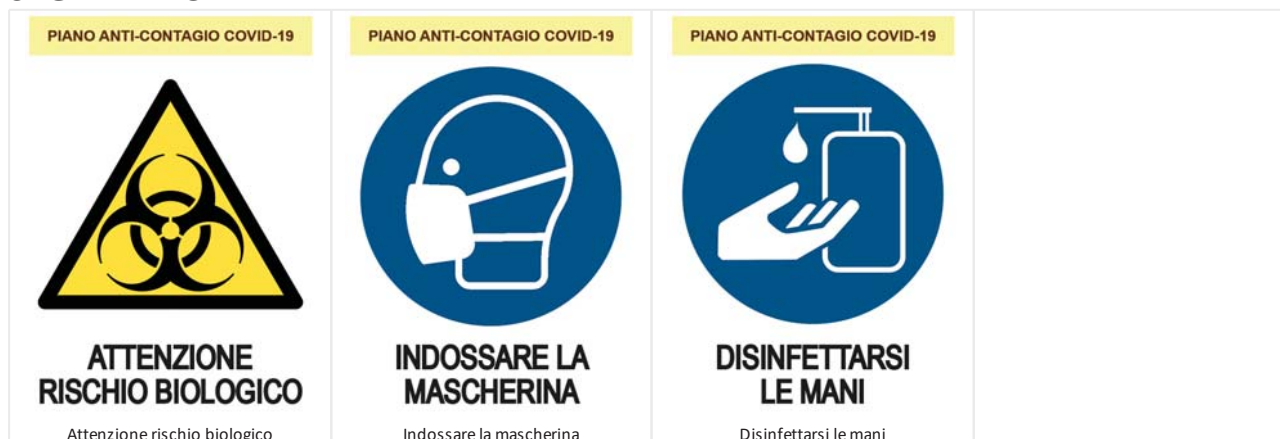 PIANO ANTI-CONTAGIO COVID-19
ATTENZIONE
RISCHIO BIOLOGICO
Attenzione rischio biologico
PIANO ANTI-CONTAGIO COVID-19
INDOSSARE LA
MASCHERINA
Indossare la mascherina
PIANO ANTI-CONTAGIO COVID-19
DISINFETTARSI
LE MANI
Disinfettarsi le mani